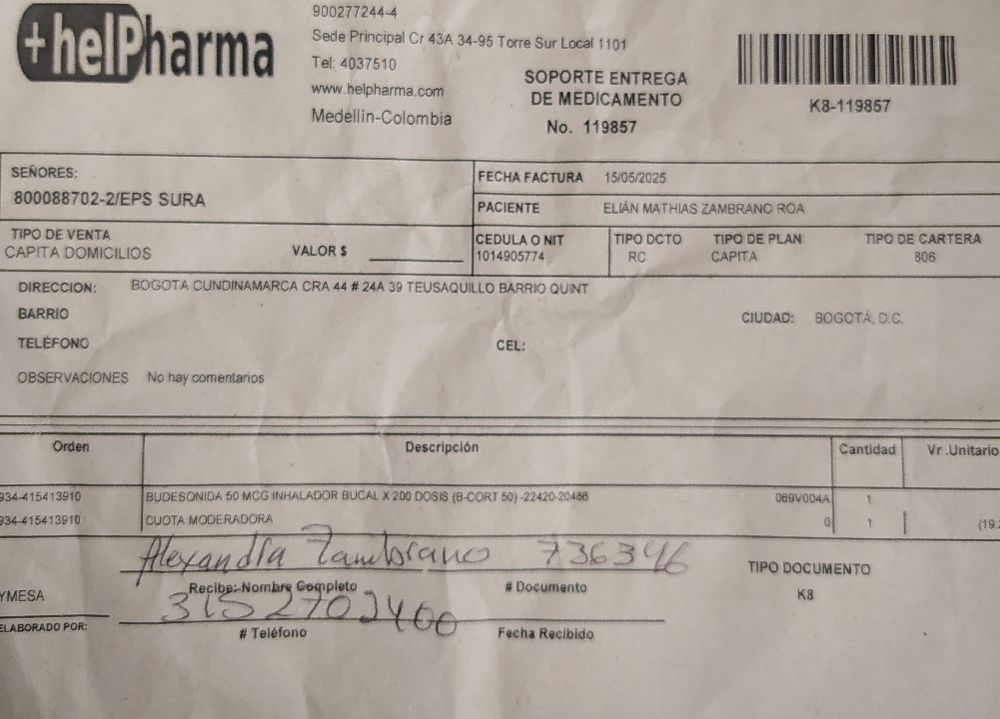 +helPharma
900277244-4
Sede Principal Cr 43A 34-95 Torre Sur Local 1101
Tel: 4037510
www.helpharma.com
Medellín-Colombia
SOPORTE ENTREGA
DE MEDICAMENTO
No. 119857
K8-119857
SEÑORES:
800088702-2/EPS SURA
FECHA FACTURA 15/05/2025
PACIENTE ELIÁN MATHIAS ZAMBRANO ROA
TIPO DE VENTA
CAPITA DOMICILIOS
VALOR $
CEDULA O NIT
1014905774
TIPO DCTO
RC
TIPO DE PLAN
CAPITA
TIPO DE CARTERA
806
DIRECCION: BOGOTA CUNDINAMARCA CRA 44 # 24A 39 TEUSAQUILLO BARRIO QUINT
BARRIO
CIUDAD: BOGOTÁ, D.C.
TELÉFONO
CEL:
OBSERVACIONES No hay comentarios
Orden Descripción Cantidad Vr .Unitario
934-415413910 BUDESONIDA 50 MCG INHALADOR BUCAL X 200 DOSIS (B-CORT 50) -22420-20486 069V004A 1
934-415413910 CUOTA MODERADORA 0 1 (19.2
Alexandra Zambrano 736346
Recibe: Nombre Completo # Documento
TIPO DOCUMENTO
K8
YMESA
3152702400
ELABORADO POR:
# Teléfono Fecha Recibido